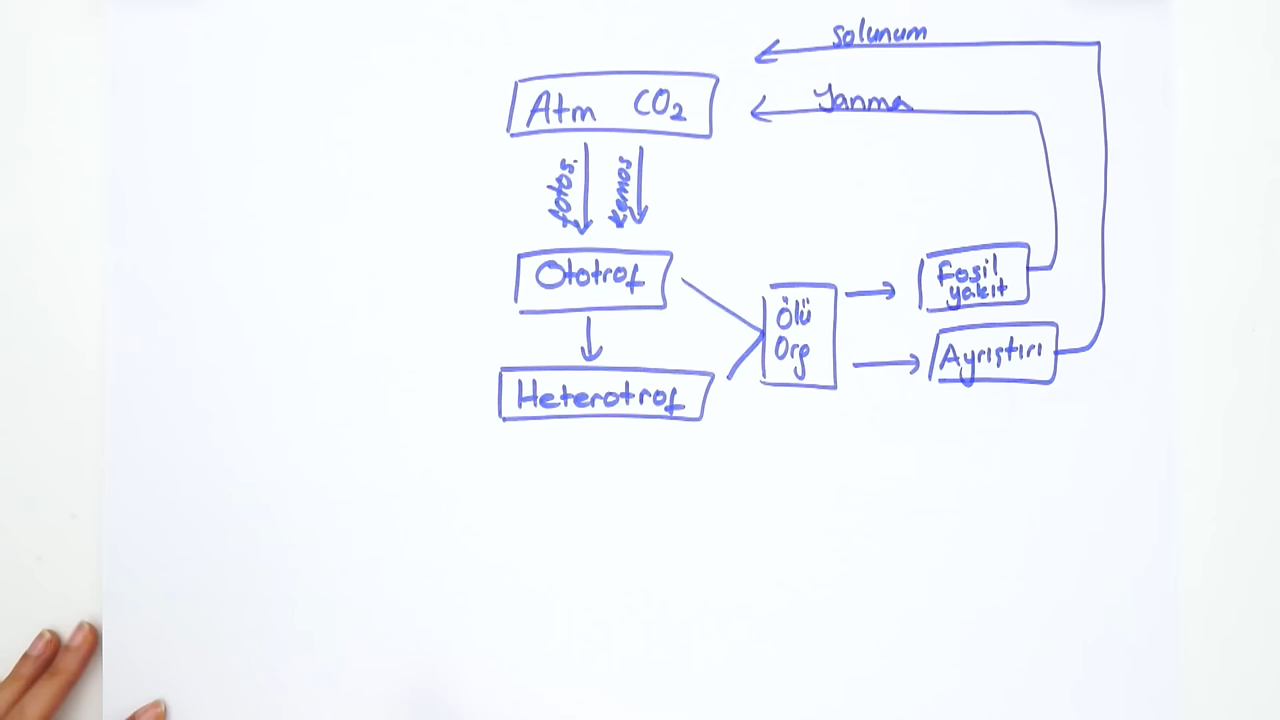 solunum
Yanma
Atm CO₂
fotos.
kemos
Ototrof
Heterotrof
Ölü
Org
Fosil
yakıt
Ayrıştırı